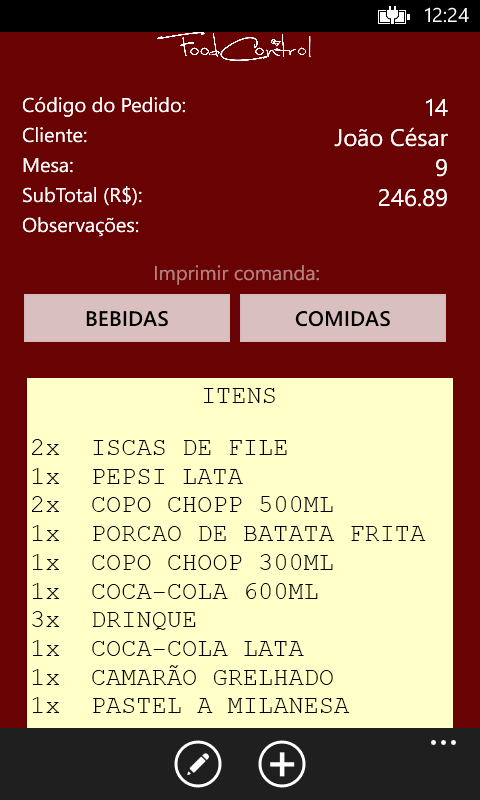 12:24
FoodControl
Código do Pedido: 14
Cliente: João César
Mesa: 9
SubTotal (R$): 246.89
Observações:
Imprimir comanda:
BEBIDAS COMIDAS
ITENS
2x ISCAS DE FILE
1x PEPSI LATA
2x COPO CHOPP 500ML
1x PORCAO DE BATATA FRITA
1x COPO CHOOP 300ML
1x COCA-COLA 600ML
3x DRINQUE
1x COCA-COLA LATA
1x CAMARÃO GRELHADO
1x PASTEL A MILANESA